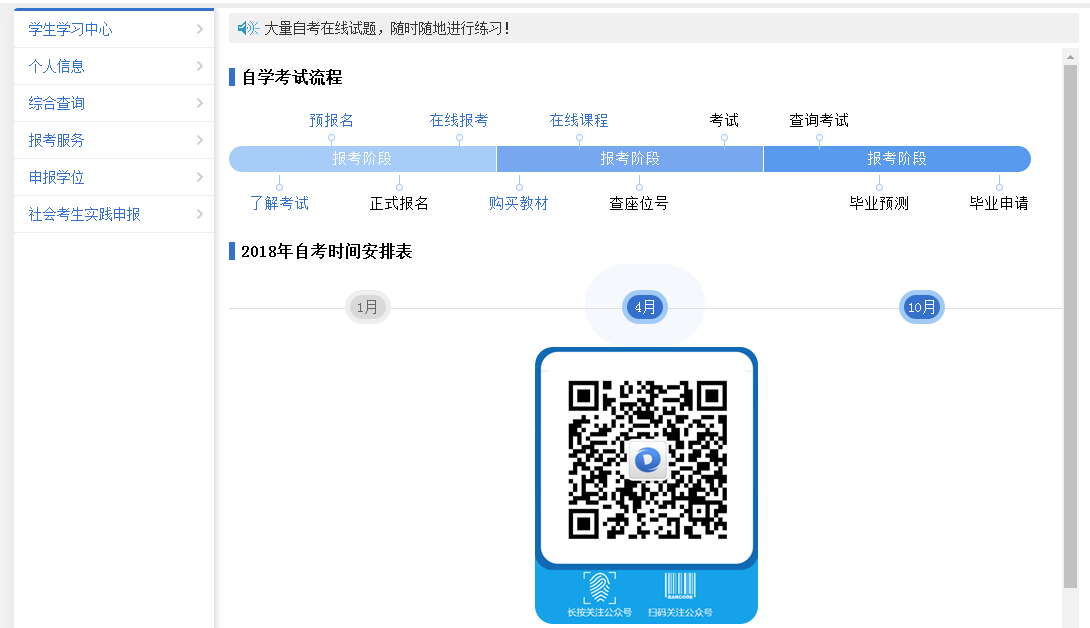 学生学习中心
个人信息
综合查询
报考服务
申报学位
社会考生实践申报
大量自考在线试题，随时随地进行练习！
自学考试流程
预报名 在线报考 在线课程 考试 查询考试
报考阶段 报考阶段 报考阶段
了解考试 正式报名 购买教材 查座位号 毕业预测 毕业申请
2018年自考时间安排表
1月 4月 10月
BARCODE
长按关注公众号 扫码关注公众号